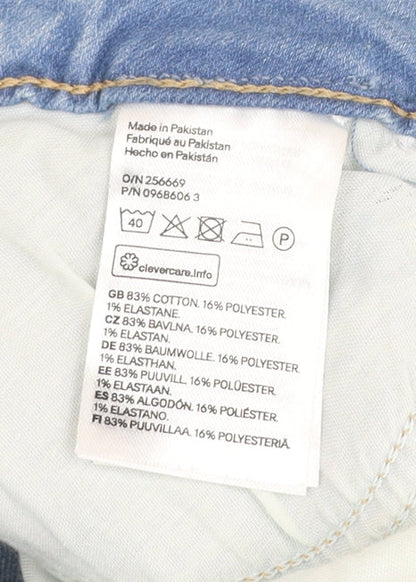 Made in Pakistan
Fabriqué au Pakistan
Hecho en Pakistán
O/N 256669
P/N 0968606 3
40
P
clevercare.info
GB 83% COTTON. 16% POLYESTER.
1% ELASTANE.
CZ 83% BAVLNA. 16% POLYESTER.
1% ELASTAN.
DE 83% BAUMWOLLE. 16% POLYESTER.
1% ELASTHAN.
EE 83% PUUVILL. 16% POLÜESTER.
1% ELASTAAN.
ES 83% ALGODÓN. 16% POLIÉSTER.
1% ELASTANO.
FI 83% PUUVILLAA. 16% POLYESTERIA.